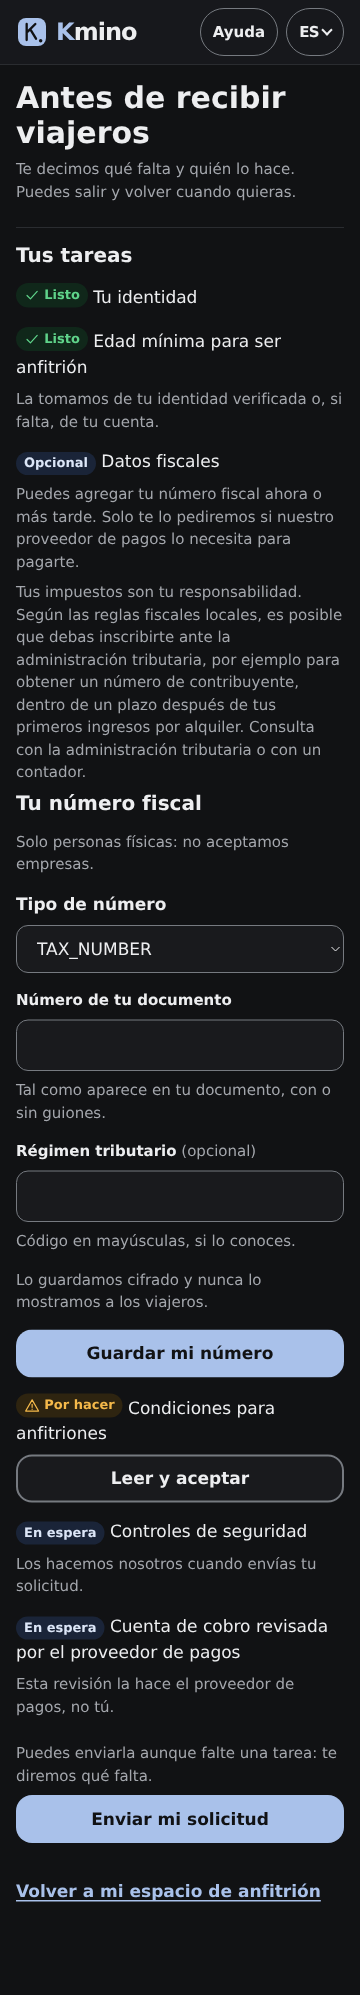 K Kmino
Ayuda
ES
Antes de recibir
viajeros
Te decimos qué falta y quién lo hace.
Puedes salir y volver cuando quieras.
Tus tareas
Listo Tu identidad
Listo Edad mínima para ser
anfitrión
La tomamos de tu identidad verificada o, si
falta, de tu cuenta.
Opcional Datos fiscales
Puedes agregar tu número fiscal ahora o
más tarde. Solo te lo pediremos si nuestro
proveedor de pagos lo necesita para
pagarte.
Tus impuestos son tu responsabilidad.
Según las reglas fiscales locales, es posible
que debas inscribirte ante la
administración tributaria, por ejemplo para
obtener un número de contribuyente,
dentro de un plazo después de tus
primeros ingresos por alquiler. Consulta
con la administración tributaria o con un
contador.
Tu número fiscal
Solo personas físicas: no aceptamos
empresas.
Tipo de número
TAX_NUMBER
Número de tu documento
Tal como aparece en tu documento, con o
sin guiones.
Régimen tributario (opcional)
Código en mayúsculas, si lo conoces.
Lo guardamos cifrado y nunca lo
mostramos a los viajeros.
Guardar mi número
Por hacer Condiciones para
anfitriones
Leer y aceptar
En espera Controles de seguridad
Los hacemos nosotros cuando envías tu
solicitud.
En espera Cuenta de cobro revisada
por el proveedor de pagos
Esta revisión la hace el proveedor de
pagos, no tú.
Puedes enviarla aunque falte una tarea: te
diremos qué falta.
Enviar mi solicitud
Volver a mi espacio de anfitrión